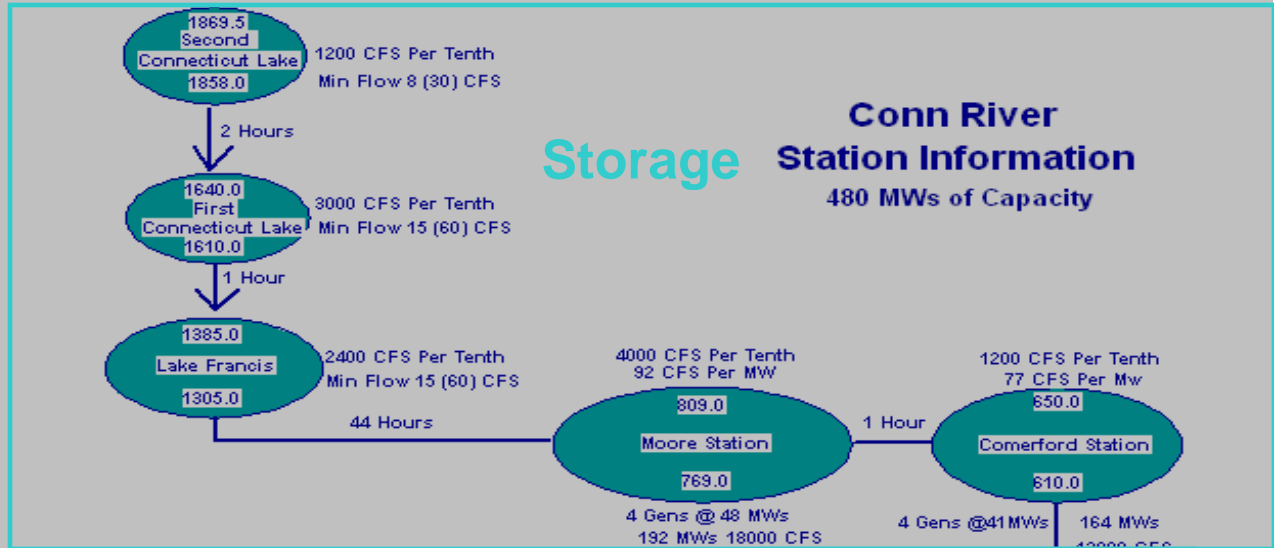 1869.5
Second
Connecticut Lake
1858.0
1200 CFS Per Tenth
Min Flow 8 (30) CFS
2 Hours
Storage
Conn River
Station Information
480 MWs of Capacity
1640.0
First
Connecticut Lake
1610.0
3000 CFS Per Tenth
Min Flow 15 (60) CFS
1 Hour
1385.0
Lake Francis
1305.0
2400 CFS Per Tenth
Min Flow 15 (60) CFS
44 Hours
4000 CFS Per Tenth
92 CFS Per MW
809.0
Moore Station
769.0
4 Gens @ 48 MWs
192 MWs 18000 CFS
1 Hour
1200 CFS Per Tenth
77 CFS Per Mw
650.0
Comerford Station
610.0
4 Gens @41MWs
164 MWs